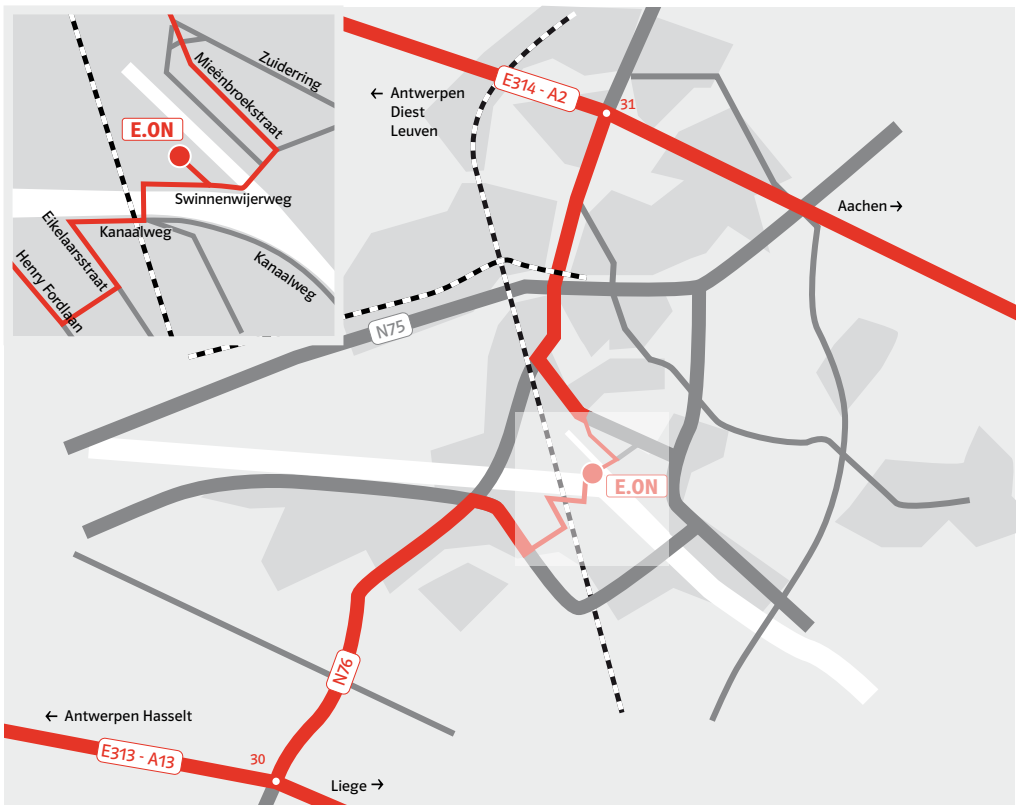 Zuiderring
Mieënbroekstraat
E.ON
Swinnenwijerweg
Kanaalweg
Eikelaarsstraat
Henry Fordlaan
Kanaalweg
E314 - A2
31
← Antwerpen
Diest
Leuven
Aachen →
N75
E.ON
N76
← Antwerpen Hasselt
E313 - A13
30
Liege →